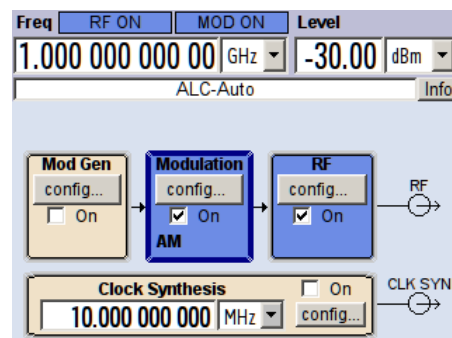 Freq RF ON MOD ON Level
1.000 000 000 00 GHz -30.00 dBm
ALC-Auto Info
Mod Gen Modulation RF
config... config... config... RF
On On On
AM
Clock Synthesis On CLK SYN
10.000 000 000 MHz config...